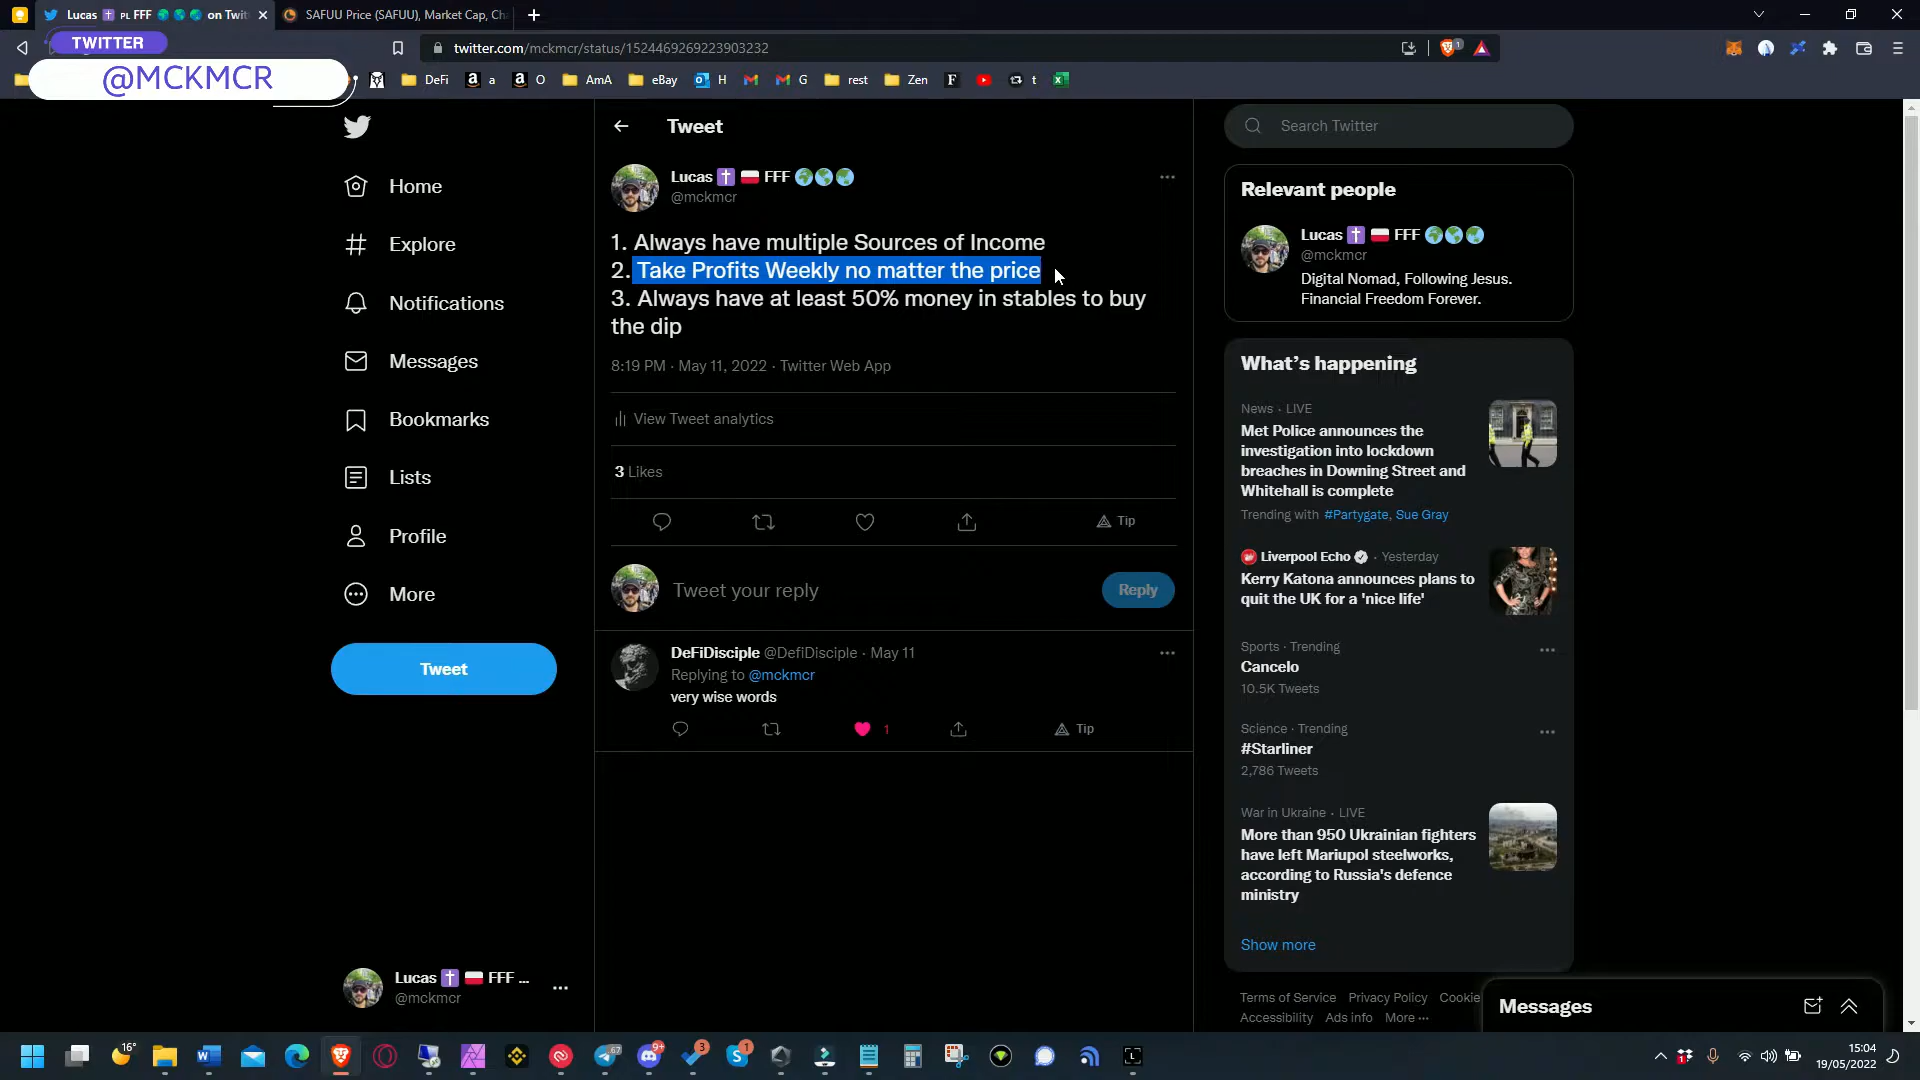 Lucas ✝ PL FFF on Twit
SAFUU Price (SAFUU), Market Cap, Ch
TWITTER
@MCKMCR
twitter.com/mckmcr/status/1524469269223903232
1
DeFi
a
O
AmA
eBay
H
G
rest
Zen
F
t
Tweet
Search Twitter
Home
Explore
Notifications
Messages
Bookmarks
Lists
Profile
More
Tweet
Lucas FFF
@mckmcr
1. Always have multiple Sources of Income
2. Take Profits Weekly no matter the price
3. Always have at least 50% money in stables to buy
the dip
8:19 PM · May 11, 2022 · Twitter Web App
View Tweet analytics
3 Likes
Tip
Tweet your reply
Reply
DeFiDisciple @DefiDisciple · May 11
Replying to @mckmcr
very wise words
1
Tip
Relevant people
Lucas FFF
@mckmcr
Digital Nomad, Following Jesus.
Financial Freedom Forever.
What's happening
News · LIVE
Met Police announces the
investigation into lockdown
breaches in Downing Street and
Whitehall is complete
Trending with #Partygate, Sue Gray
Liverpool Echo · Yesterday
Kerry Katona announces plans to
quit the UK for a 'nice life'
Sports · Trending
Cancelo
10.5K Tweets
Science · Trending
#Starliner
2,786 Tweets
War in Ukraine · LIVE
More than 950 Ukrainian fighters
have left Mariupol steelworks,
according to Russia's defence
ministry
Show more
Terms of Service Privacy Policy Cookie
Accessibility Ads info More ...
Messages
Lucas FFF ...
@mckmcr
16°
67
9+
3
1
15:04
19/05/2022